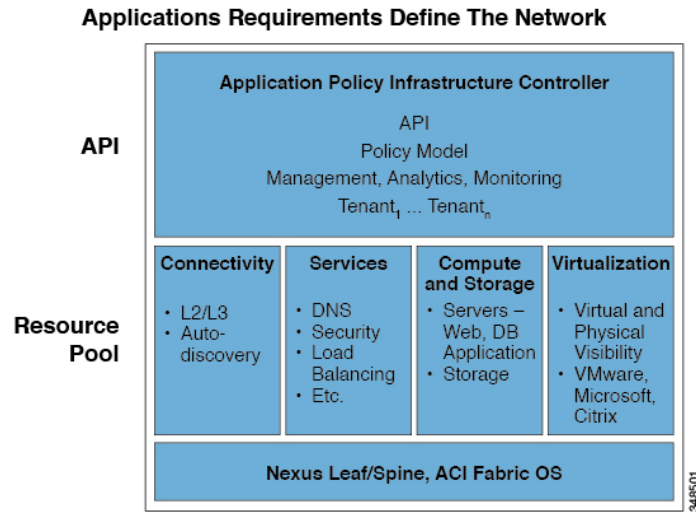 Applications Requirements Define The Network
API
Application Policy Infrastructure Controller
API
Policy Model
Management, Analytics, Monitoring
Tenant1 ... Tenantn
Resource
Pool
Connectivity
• L2/L3
• Auto-
discovery
Services
• DNS
• Security
• Load
Balancing
• Etc.
Compute
and Storage
• Servers –
Web, DB
Application
• Storage
Virtualization
• Virtual and
Physical
Visibility
• VMware,
Microsoft,
Citrix
Nexus Leaf/Spine, ACI Fabric OS
348501